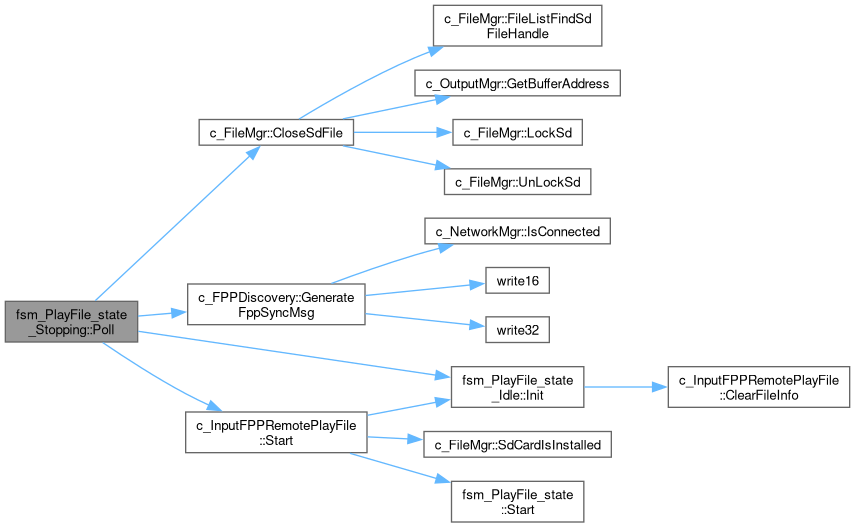 c_FileMgr::FileListFindSd
FileHandle
c_OutputMgr::GetBufferAddress
c_FileMgr::CloseSdFile
c_FileMgr::LockSd
c_FileMgr::UnLockSd
c_NetworkMgr::IsConnected
write16
c_FPPDiscovery::Generate
FppSyncMsg
fsm_PlayFile_state
_Stopping::Poll
write32
fsm_PlayFile_state
_Idle::Init
c_InputFPPRemotePlayFile
::ClearFileInfo
c_InputFPPRemotePlayFile
::Start
c_FileMgr::SdCardIsInstalled
fsm_PlayFile_state
::Start